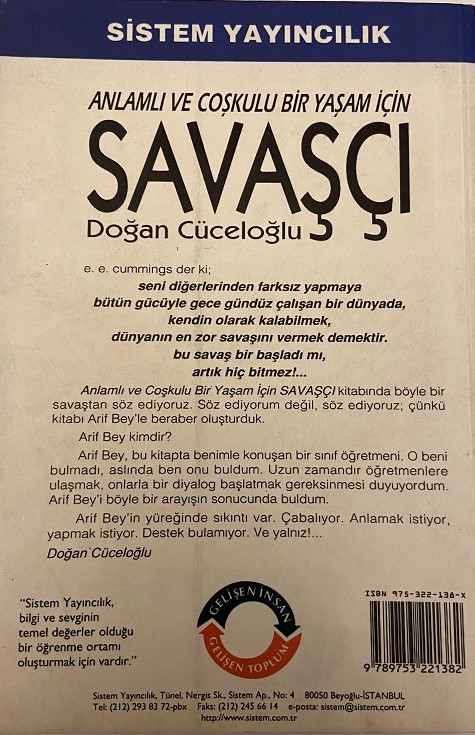 SİSTEM YAYINCILIK
ANLAMLI VE COŞKULU BİR YAŞAM İÇİN
SAVAŞÇI
Doğan Cüceloğlu
e. e. cummings der ki;
seni diğerlerinden farksız yapmaya
bütün gücüyle gece gündüz çalışan bir dünyada,
kendin olarak kalabilmek,
dünyanın en zor savaşını vermek demektir.
bu savaş bir başladı mı,
artık hiç bitmez!...
Anlamlı ve Coşkulu Bir Yaşam İçin SAVAŞÇI kitabında böyle bir
savaştan söz ediyoruz. Söz ediyorum değil, söz ediyoruz; çünkü
kitabı Arif Bey'le beraber oluşturduk.
Arif Bey kimdir?
Arif Bey, bu kitapta benimle konuşan bir sınıf öğretmeni. O beni
bulmadı, aslında ben onu buldum. Uzun zamandır öğretmenlere
ulaşmak, onlarla bir diyalog başlatmak gereksinmesi duyuyordum.
Arif Bey'i böyle bir arayışın sonucunda buldum.
Arif Bey'in yüreğinde sıkıntı var. Çabalıyor. Anlamak istiyor,
yapmak istiyor. Destek bulamıyor. Ve yalnız!...
Doğan Cüceloğlu
"Sistem Yayıncılık,
bilgi ve sevginin
temel değerler olduğu
bir öğrenme ortamı
oluşturmak için vardır."
GELİŞEN İNSAN
GELİŞEN TOPLUM
ISBN 975-322-138-X
9 789753 221382
Sistem Yayıncılık, Tünel, Nergis Sk., Sistem Ap., No: 4 80050 Beyoğlu-İSTANBUL
Tel: (212) 293 83 72-pbx Faks: (212) 245 66 14 e-posta: sistem@sistem.com.tr
http://www.sistem.com.tr